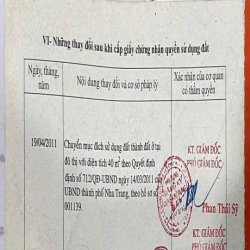 VI- Những thay đổi sau khi cấp giấy chứng nhận quyền sử dụng đất
Ngày, tháng, năm
Nội dung thay đổi và cơ sở pháp lý
Xác nhận của cơ quan có thẩm quyền
19/04/2011
Chuyển mục đích sử dụng đất thành đất ở tại
đô thị với diện tích 40 m² theo Quyết định
định số 712/QĐ-UBND ngày 14/03/2011 của
UBND thành phố Nha Trang, theo hồ sơ số
001139.
KT. GIÁM ĐỐC
PHÓ GIÁM ĐỐC
Phan Thái Sỹ
KT. GIÁM ĐỐC
PHÓ GIÁM ĐỐC